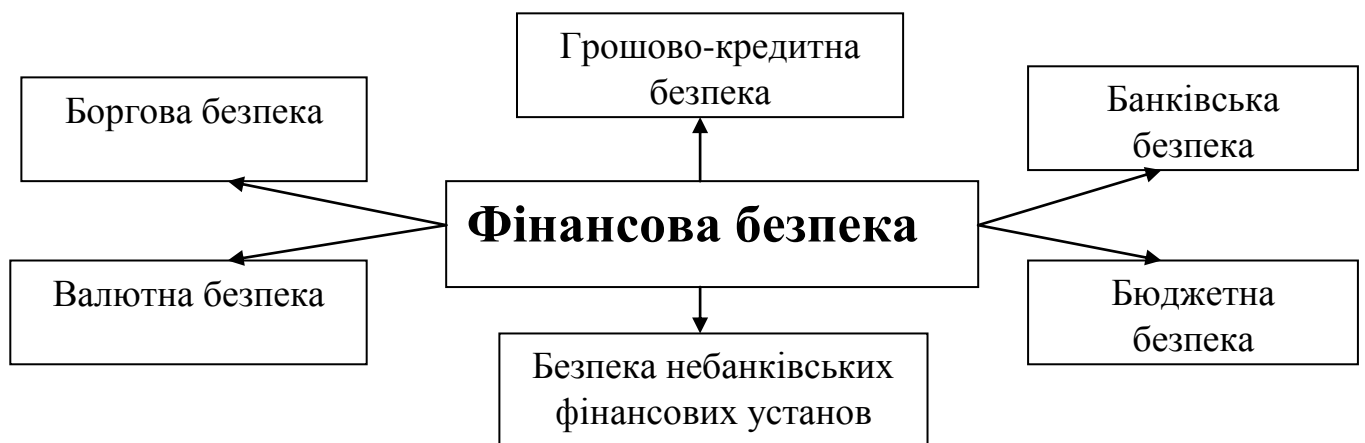 Грошово-кредитна
безпека
Боргова безпека
Банківська
безпека
Фінансова безпека
Валютна безпека
Бюджетна
безпека
Безпека небанківських
фінансових установ